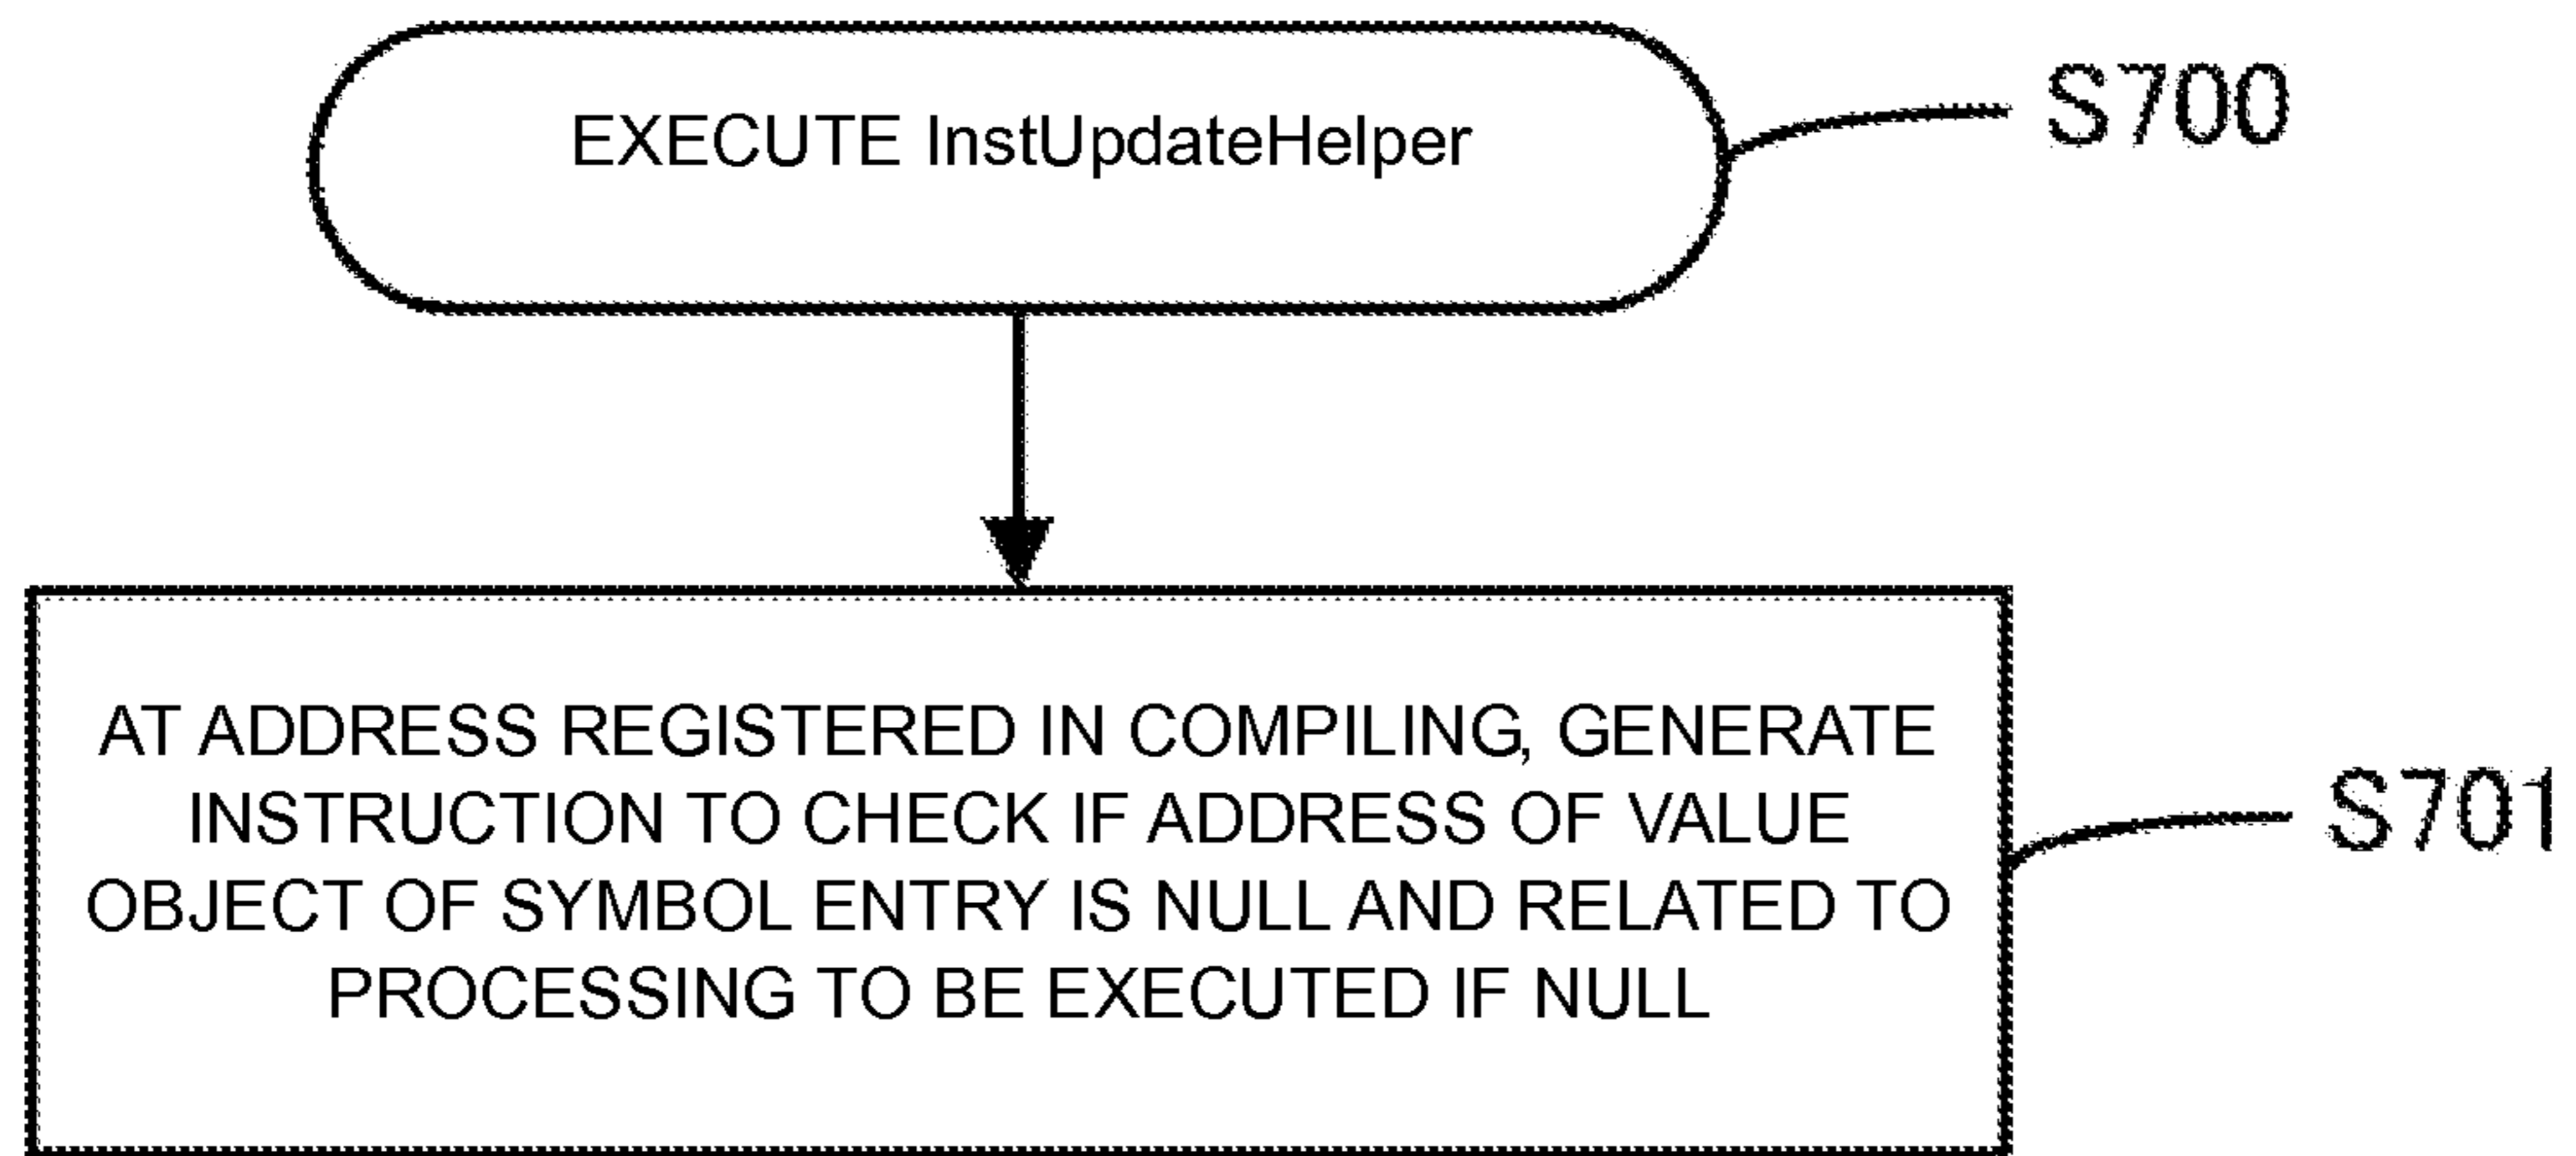 EXECUTE InstUpdateHelper
S700
AT ADDRESS REGISTERED IN COMPILING, GENERATE
INSTRUCTION TO CHECK IF ADDRESS OF VALUE
OBJECT OF SYMBOL ENTRY IS NULL AND RELATED TO
PROCESSING TO BE EXECUTED IF NULL
S701